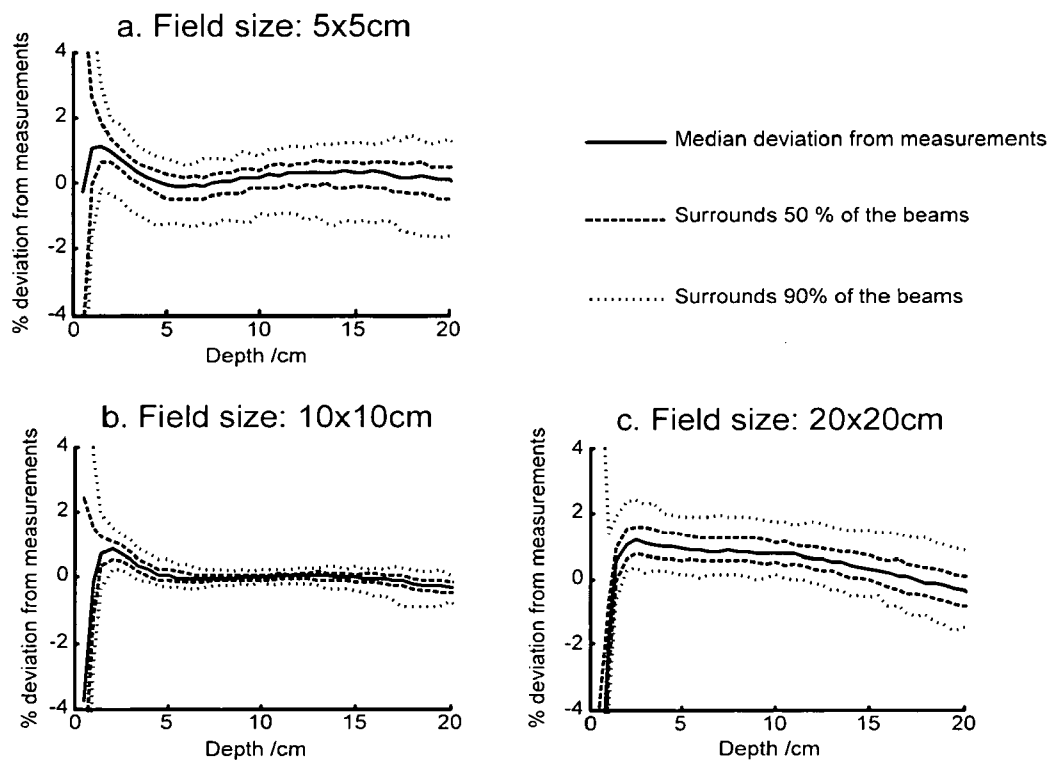 a. Field size: 5x5cm
% deviation from measurements
4
2
0
-2
-4
0
5
10
15
20
Depth /cm
Median deviation from measurements
Surrounds 50 % of the beams
Surrounds 90% of the beams
b. Field size: 10x10cm
% deviation from measurements
4
2
0
-2
-4
0
5
10
15
20
Depth /cm
c. Field size: 20x20cm
% deviation from measurements
4
2
0
-2
-4
0
5
10
15
20
Depth /cm